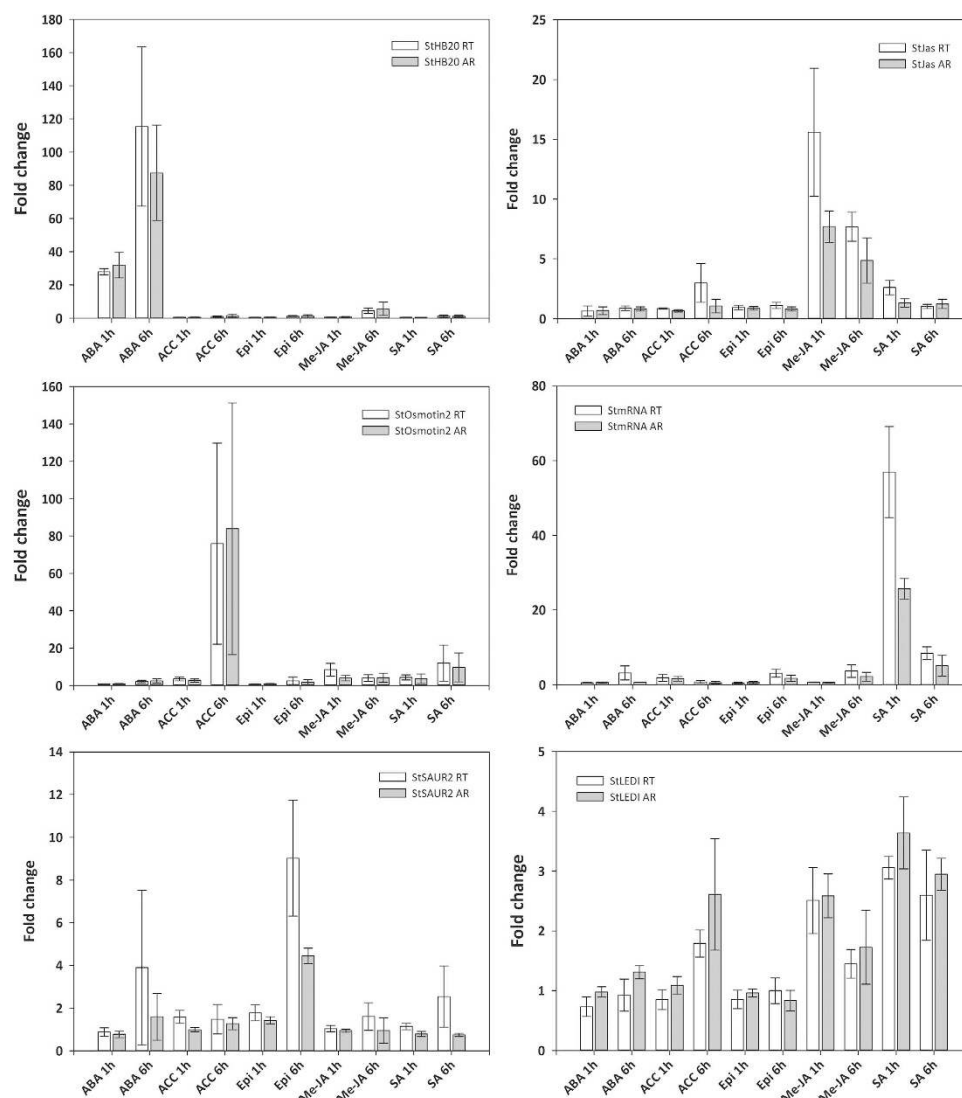 180
160
140
120
100
80
60
40
20
0
Fold change
StHB20 RT
StHB20 AR
ABA 1h
ABA 6h
ACC 1h
ACC 6h
Epi 1h
Epi 6h
Me-JA 1h
Me-JA 6h
SA 1h
SA 6h
25
20
15
10
5
0
Fold change
StJas RT
StJas AR
ABA 1h
ABA 6h
ACC 1h
ACC 6h
Epi 1h
Epi 6h
Me-JA 1h
Me-JA 6h
SA 1h
SA 6h
160
140
120
100
80
60
40
20
0
Fold change
StOsmotin2 RT
StOsmotin2 AR
ABA 1h
ABA 6h
ACC 1h
ACC 6h
Epi 1h
Epi 6h
Me-JA 1h
Me-JA 6h
SA 1h
SA 6h
80
60
40
20
0
Fold change
StmRNA RT
StmRNA AR
ABA 1h
ABA 6h
ACC 1h
ACC 6h
Epi 1h
Epi 6h
Me-JA 1h
Me-JA 6h
SA 1h
SA 6h
14
12
10
8
6
4
2
0
Fold change
StSAUR2 RT
StSAUR2 AR
ABA 1h
ABA 6h
ACC 1h
ACC 6h
Epi 1h
Epi 6h
Me-JA 1h
Me-JA 6h
SA 1h
SA 6h
5
4
3
2
1
0
Fold change
StLEDI RT
StLEDI AR
ABA 1h
ABA 6h
ACC 1h
ACC 6h
Epi 1h
Epi 6h
Me-JA 1h
Me-JA 6h
SA 1h
SA 6h